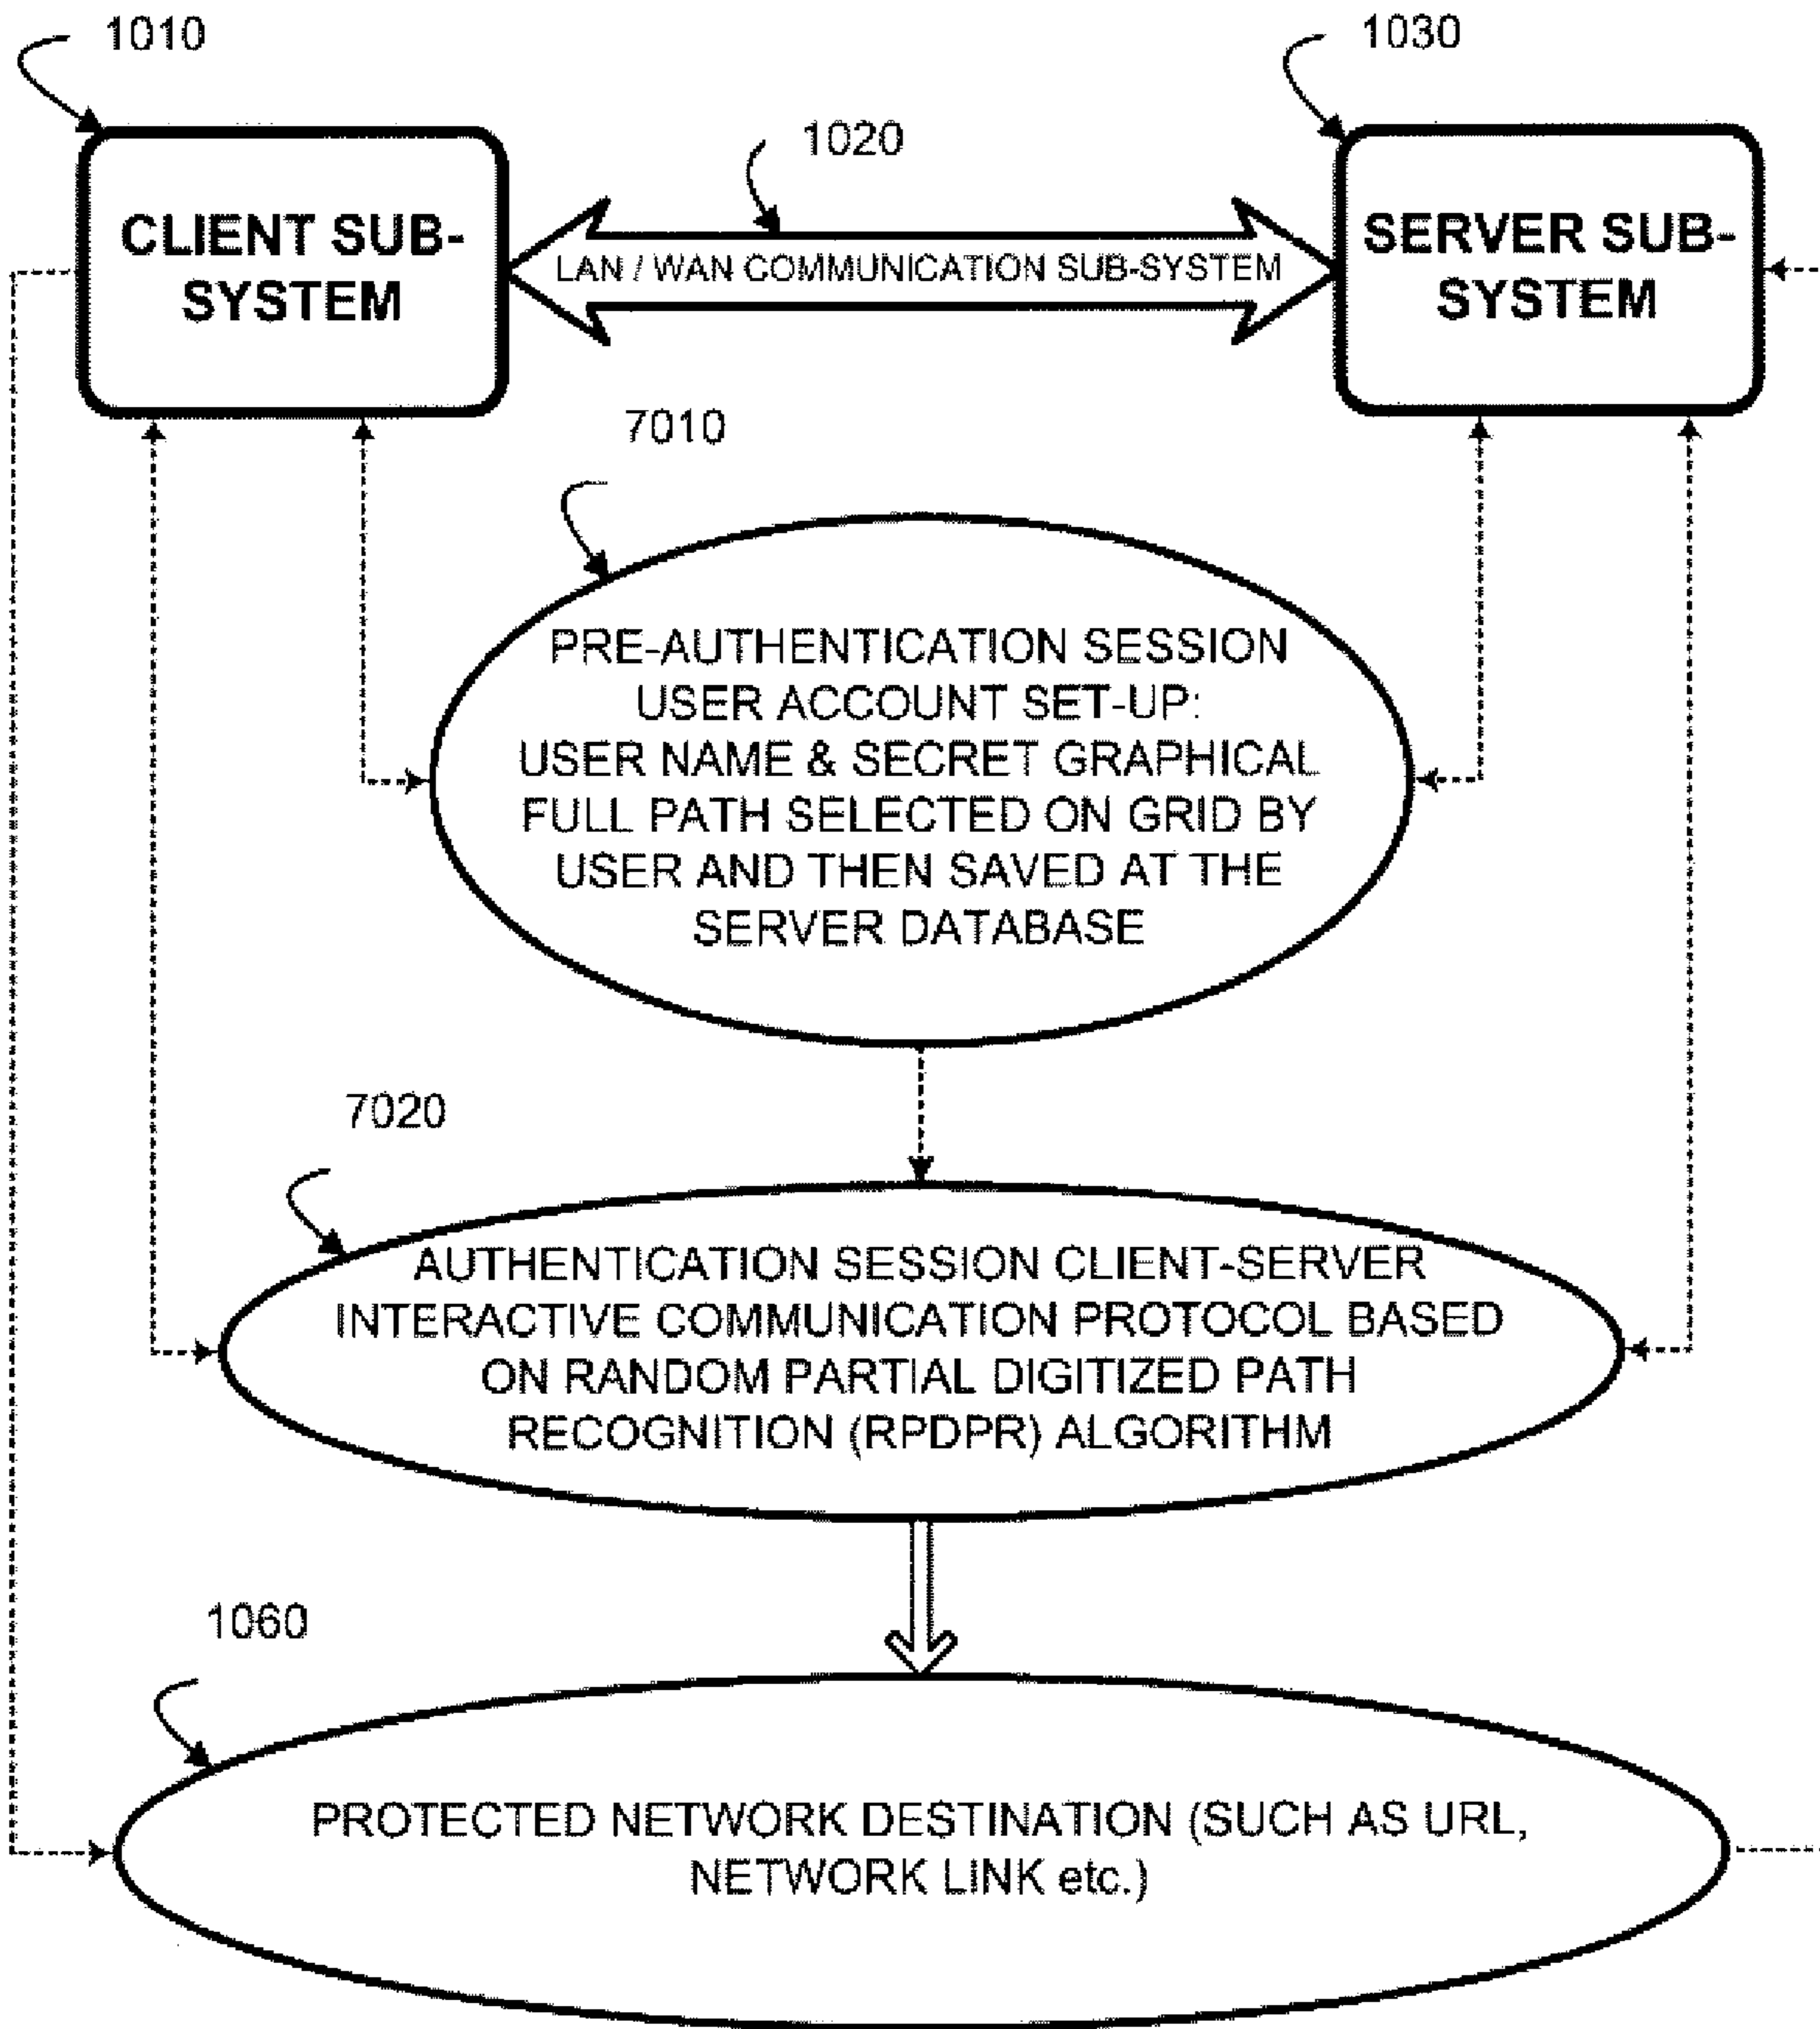 1010
1030
1020
CLIENT SUB-
SYSTEM
LAN / WAN COMMUNICATION SUB-SYSTEM
SERVER SUB-
SYSTEM
7010
PRE-AUTHENTICATION SESSION
USER ACCOUNT SET-UP:
USER NAME & SECRET GRAPHICAL
FULL PATH SELECTED ON GRID BY
USER AND THEN SAVED AT THE
SERVER DATABASE
7020
AUTHENTICATION SESSION CLIENT-SERVER
INTERACTIVE COMMUNICATION PROTOCOL BASED
ON RANDOM PARTIAL DIGITIZED PATH
RECOGNITION (RPDPR) ALGORITHM
1060
PROTECTED NETWORK DESTINATION (SUCH AS URL,
NETWORK LINK etc.)